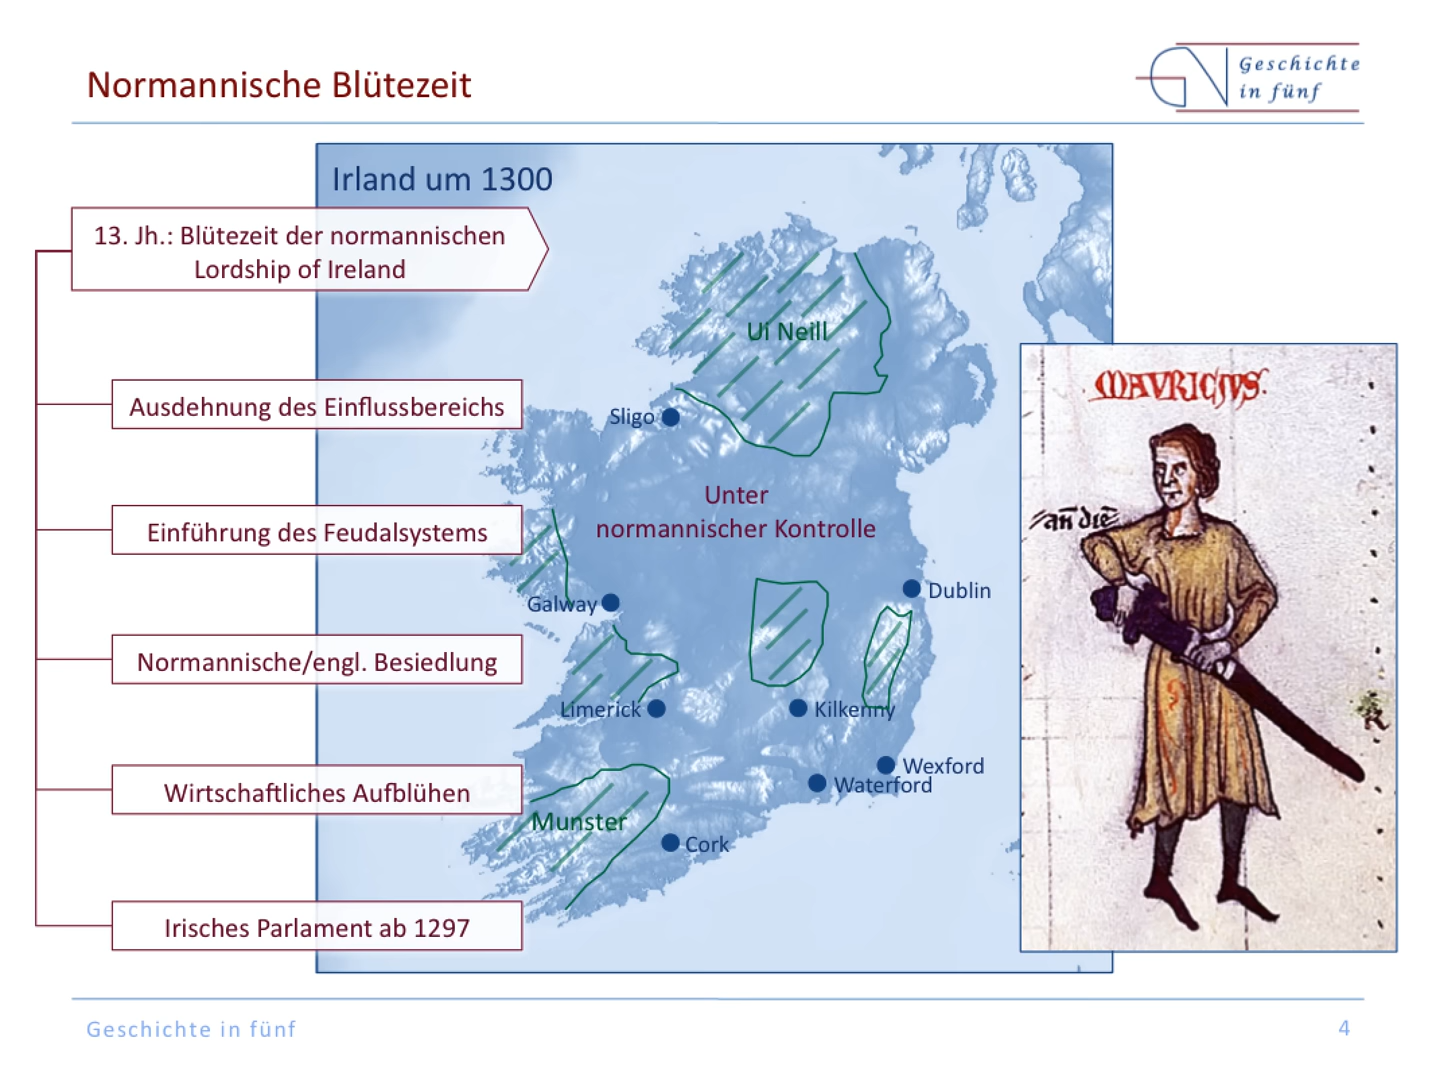 Normannische Blütezeit
Geschichte
in fünf
Irland um 1300
13. Jh.: Blütezeit der normannischen
Lordship of Ireland
Ausdehnung des Einflussbereichs
Einführung des Feudalsystems
Normannische/engl. Besiedlung
Wirtschaftliches Aufblühen
Irisches Parlament ab 1297
Ui Neill
Sligo
Unter
normannischer Kontrolle
Galway
Dublin
Limerick
Kilkenny
Wexford
Waterford
Munster
Cork
MAVRICIVS.
Geschichte in fünf
4